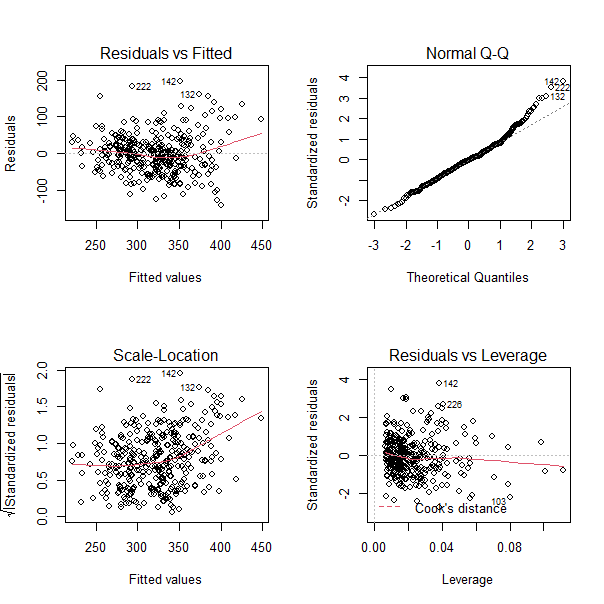 Residuals vs Fitted
Residuals
-100 0 100 200
222
142
132
250 300 350 400 450
Fitted values
Normal Q-Q
Standardized residuals
-2 0 1 2 3 4
142
222
132
-3 -2 -1 0 1 2 3
Theoretical Quantiles
Scale-Location
√|Standardized residuals|
0.0 0.5 1.0 1.5 2.0
222
142
132
250 300 350 400 450
Fitted values
Residuals vs Leverage
Standardized residuals
-2 0 2 4
142
226
103
Cook's distance
0.00 0.04 0.08
Leverage